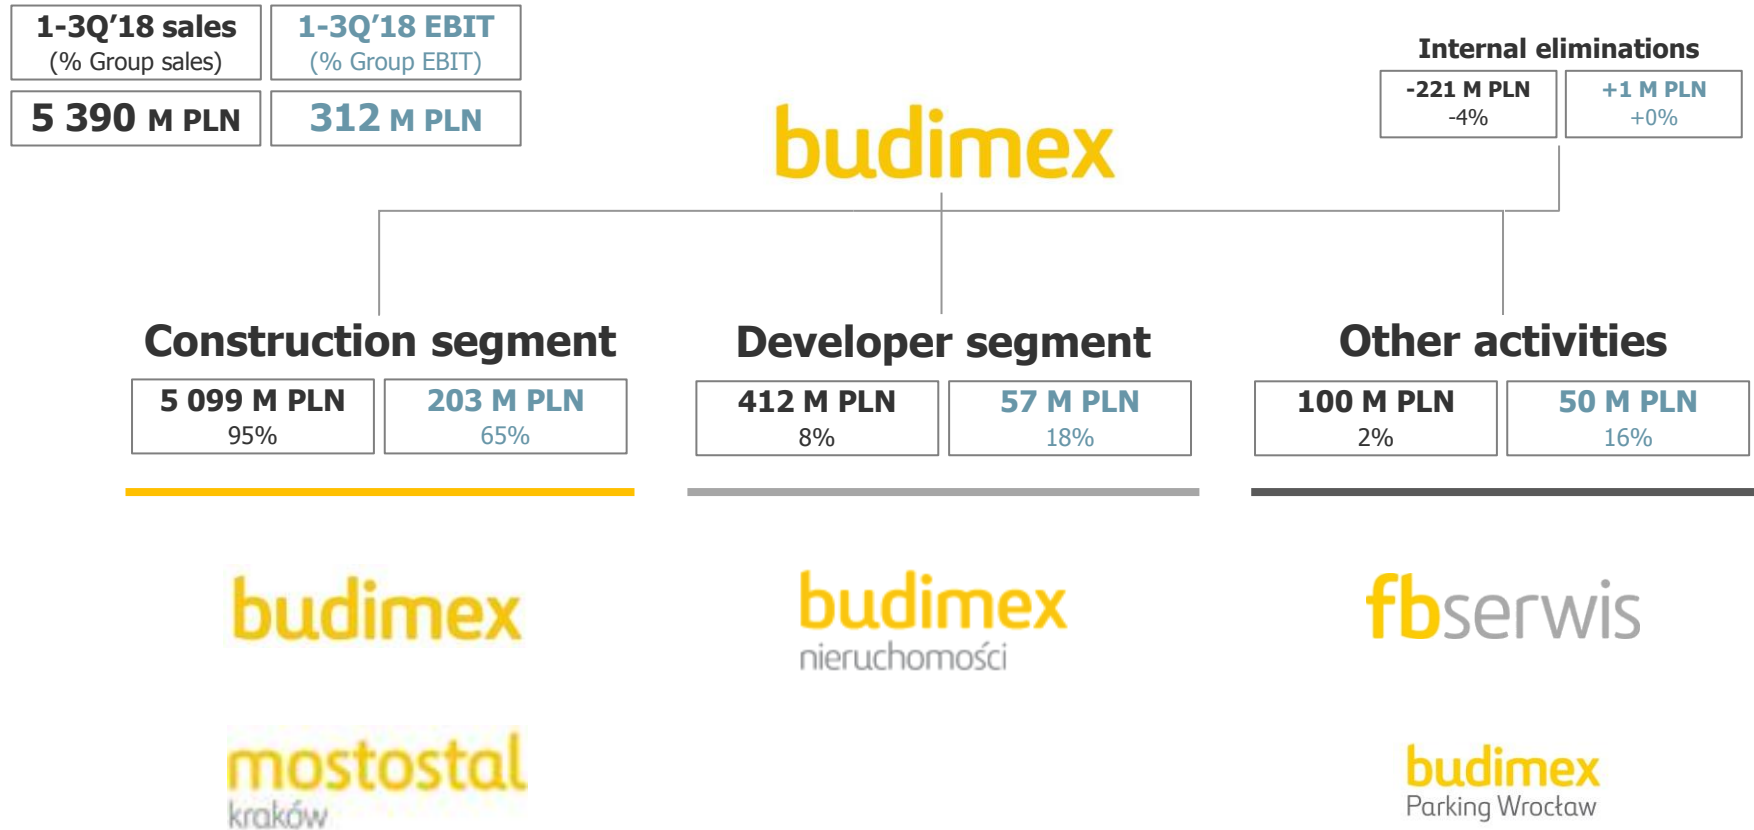 1-3Q'18 sales
(% Group sales)
1-3Q'18 EBIT
(% Group EBIT)
5 390 M PLN
312 M PLN
Internal eliminations
-221 M PLN
-4%
+1 M PLN
+0%
budimex
Construction segment
5 099 M PLN
95%
203 M PLN
65%
Developer segment
412 M PLN
8%
57 M PLN
18%
Other activities
100 M PLN
2%
50 M PLN
16%
budimex
mostostal
kraków
budimex
nieruchomości
fbserwis
budimex
Parking Wrocław